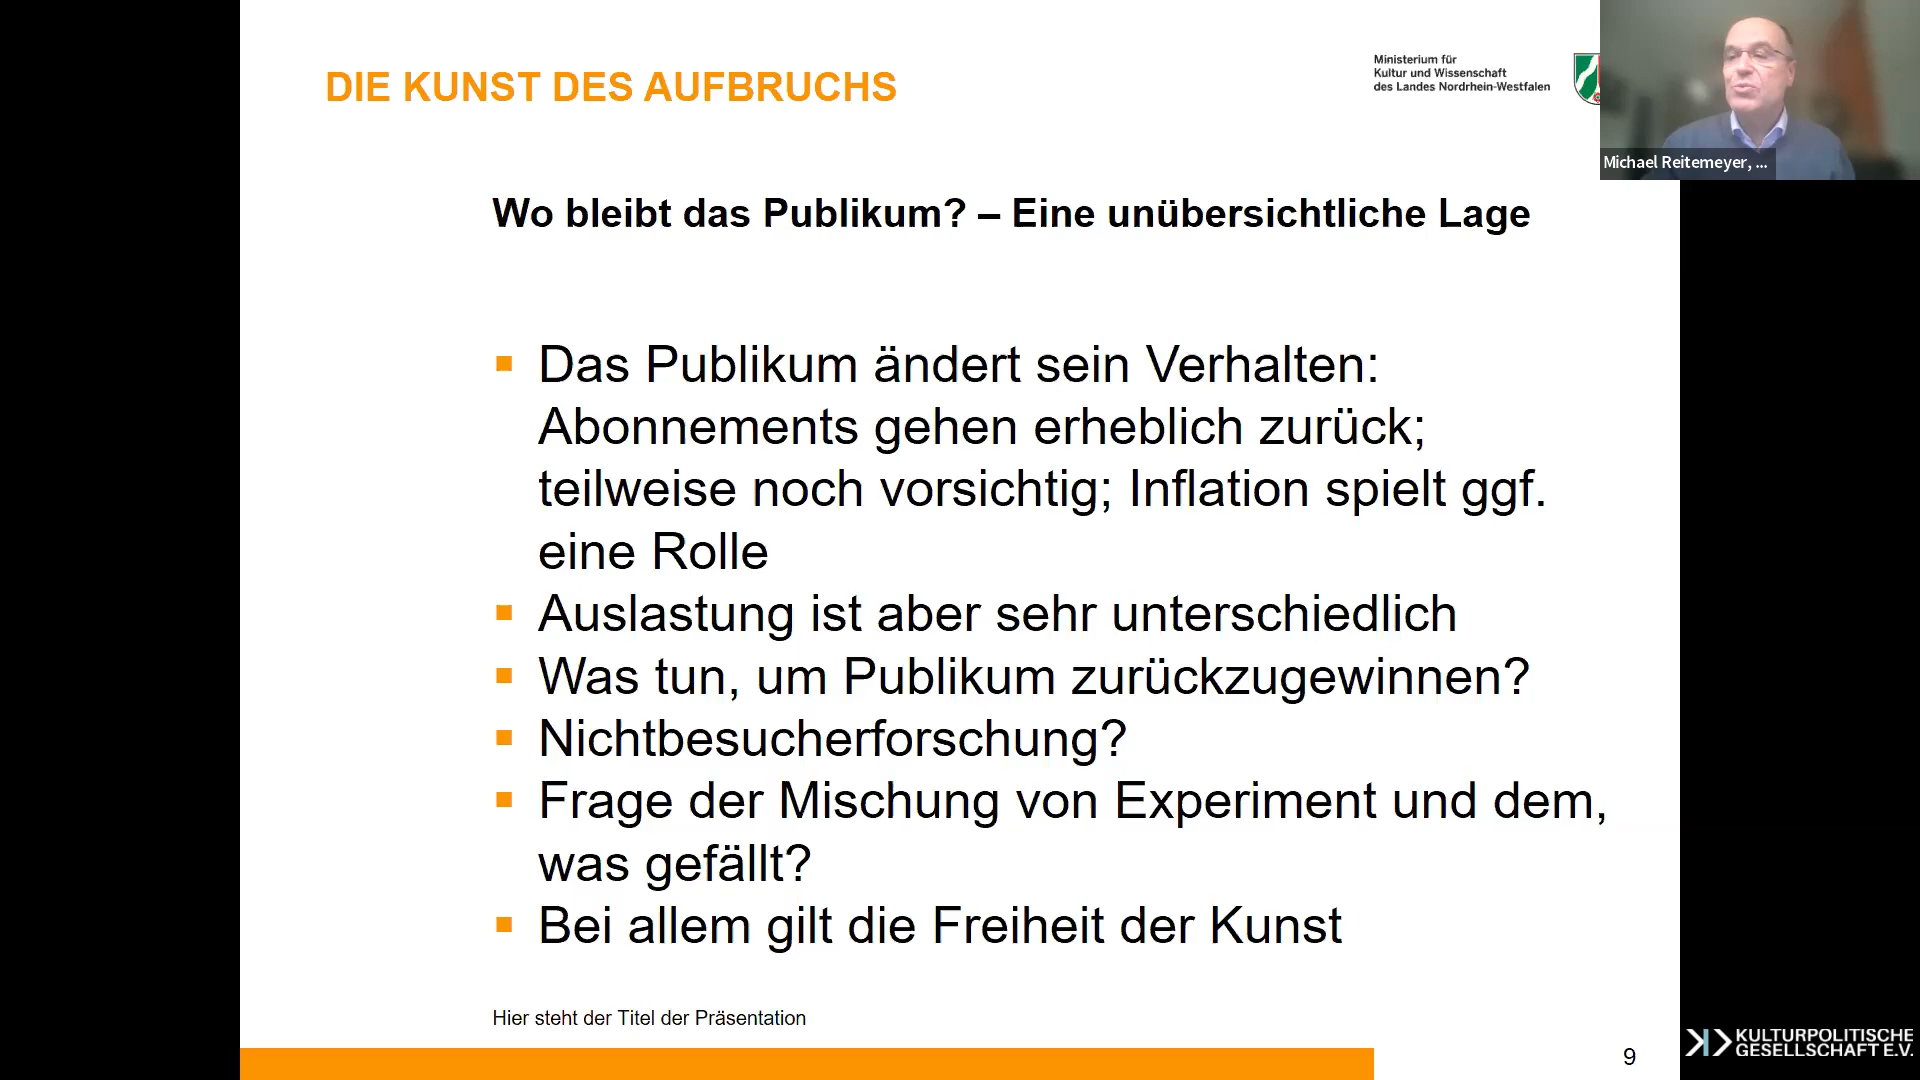 DIE KUNST DES AUFBRUCHS
Ministerium für
Kultur und Wissenschaft
des Landes Nordrhein-Westfalen
Michael Reitemeyer, ...
Wo bleibt das Publikum? – Eine unübersichtliche Lage
Das Publikum ändert sein Verhalten:
Abonnements gehen erheblich zurück;
teilweise noch vorsichtig; Inflation spielt ggf.
eine Rolle
Auslastung ist aber sehr unterschiedlich
Was tun, um Publikum zurückzugewinnen?
Nichtbesucherforschung?
Frage der Mischung von Experiment und dem,
was gefällt?
Bei allem gilt die Freiheit der Kunst
Hier steht der Titel der Präsentation
9
KULTURPOLITISCHE
GESELLSCHAFT E.V.